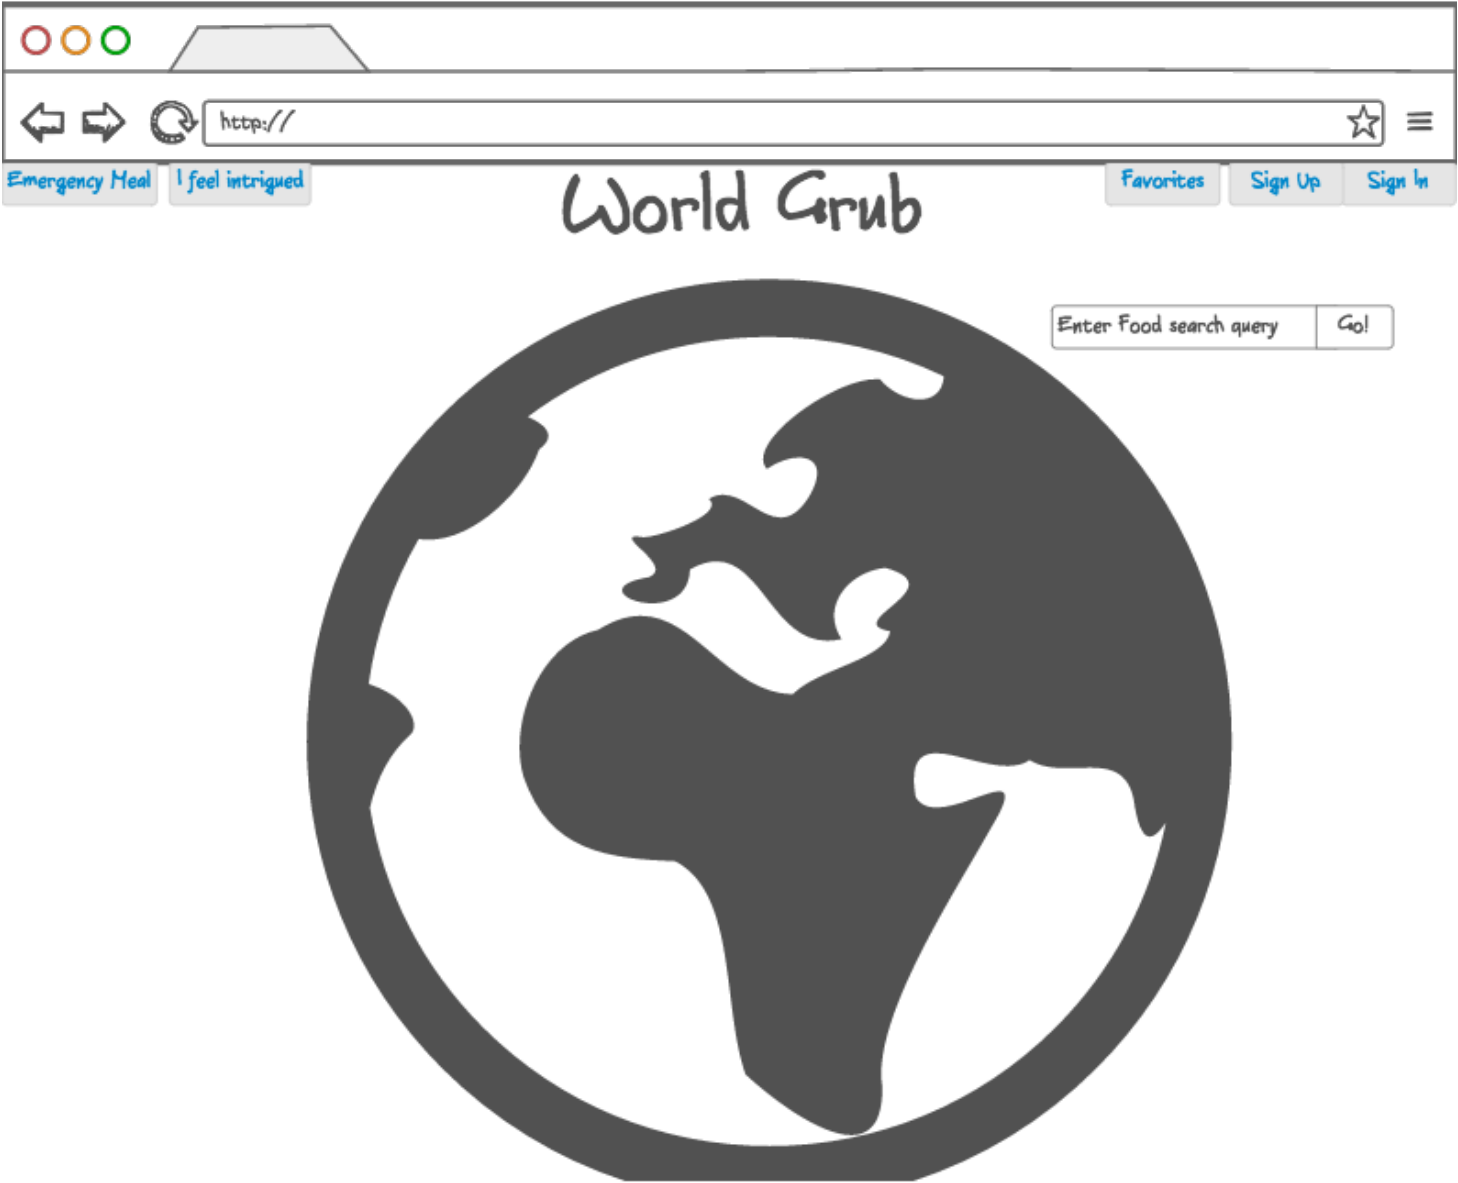 http://
Emergency Meal
I feel intrigued
World Grub
Favorites
Sign Up
Sign In
Enter Food search query
Go!